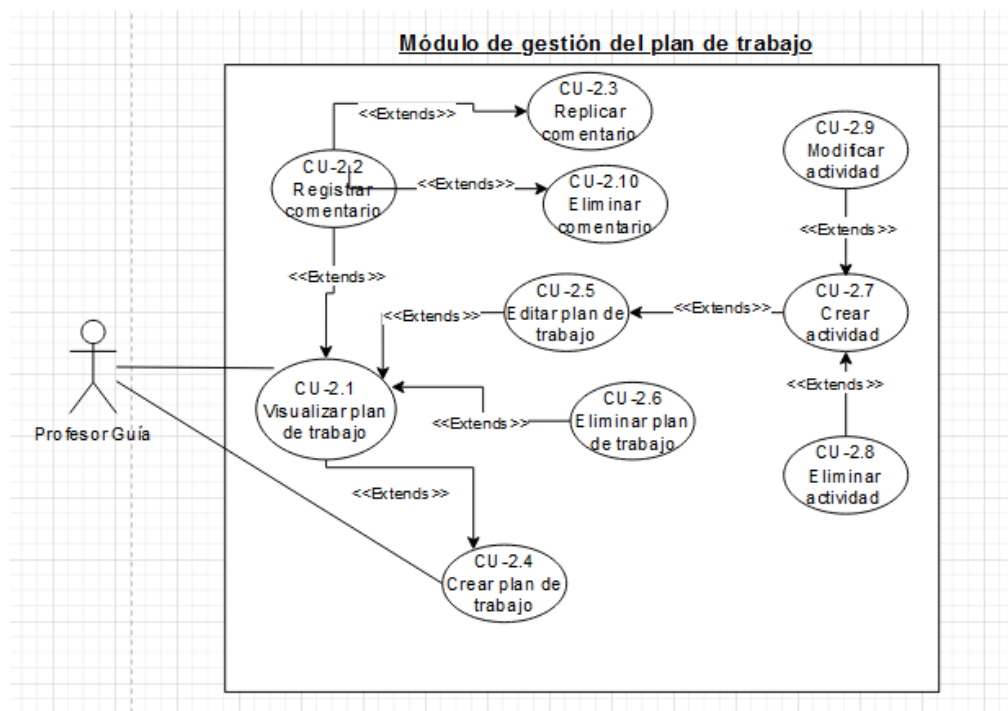 Módulo de gestión del plan de trabajo
CU-2.3
Replicar
comentario
<<Extends>>
CU-2.9
Modificar
actividad
CU-2.2
Registrar
comentario
<<Extends>>
CU-2.10
Eliminar
comentario
<<Extends>>
<<Extends>>
CU-2.5
Editar plan de
trabajo
<<Extends>>
<<Extends>>
CU-2.7
Crear
actividad
CU-2.1
Visualizar plan
de trabajo
CU-2.6
Eliminar plan
de trabajo
<<Extends>>
<<Extends>>
Profesor Guía
CU-2.8
Eliminar
actividad
<<Extends>>
CU-2.4
Crear plan de
trabajo